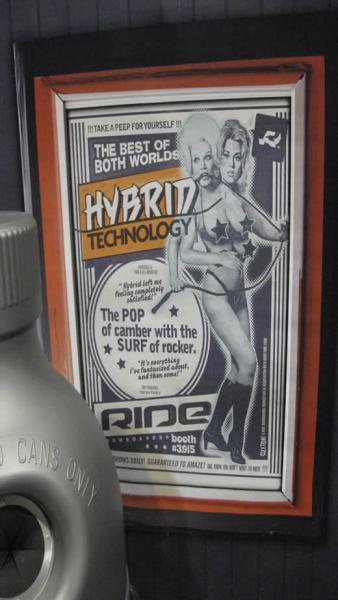 !!!TAKE A PEEP FOR YOURSELF!!!
THE BEST OF
BOTH WORLDS
HYBRID
TECHNOLOGY
"Hybrid left me
feeling completely
satisfied!"
The POP
of camber with the
SURF of rocker.
"It's everything
I've fantasized about,
and then some!"
RIDE
SNOWBOARDS booth
#3915
SHOWS DAILY! GUARANTEED TO AMAZE!
CANS ONLY